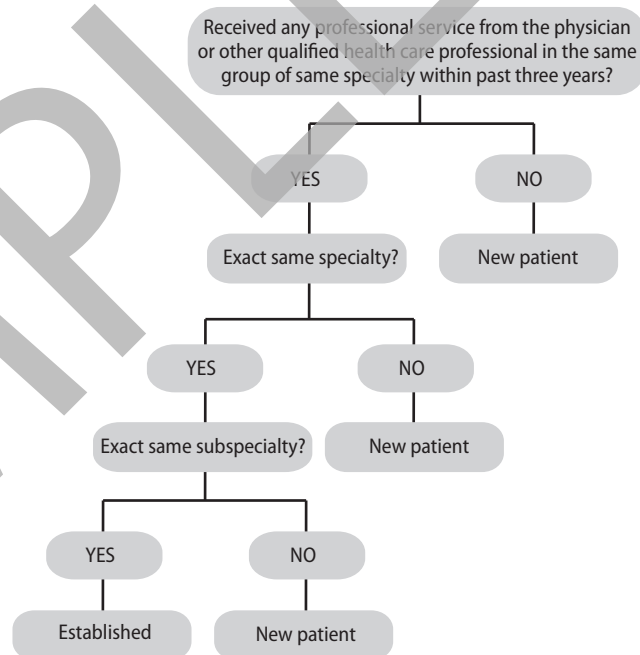 Received any professional service from the physician
or other qualified health care professional in the same
group of same specialty within past three years?
YES
NO
Exact same specialty?
New patient
YES
NO
Exact same subspecialty?
New patient
YES
NO
Established
New patient